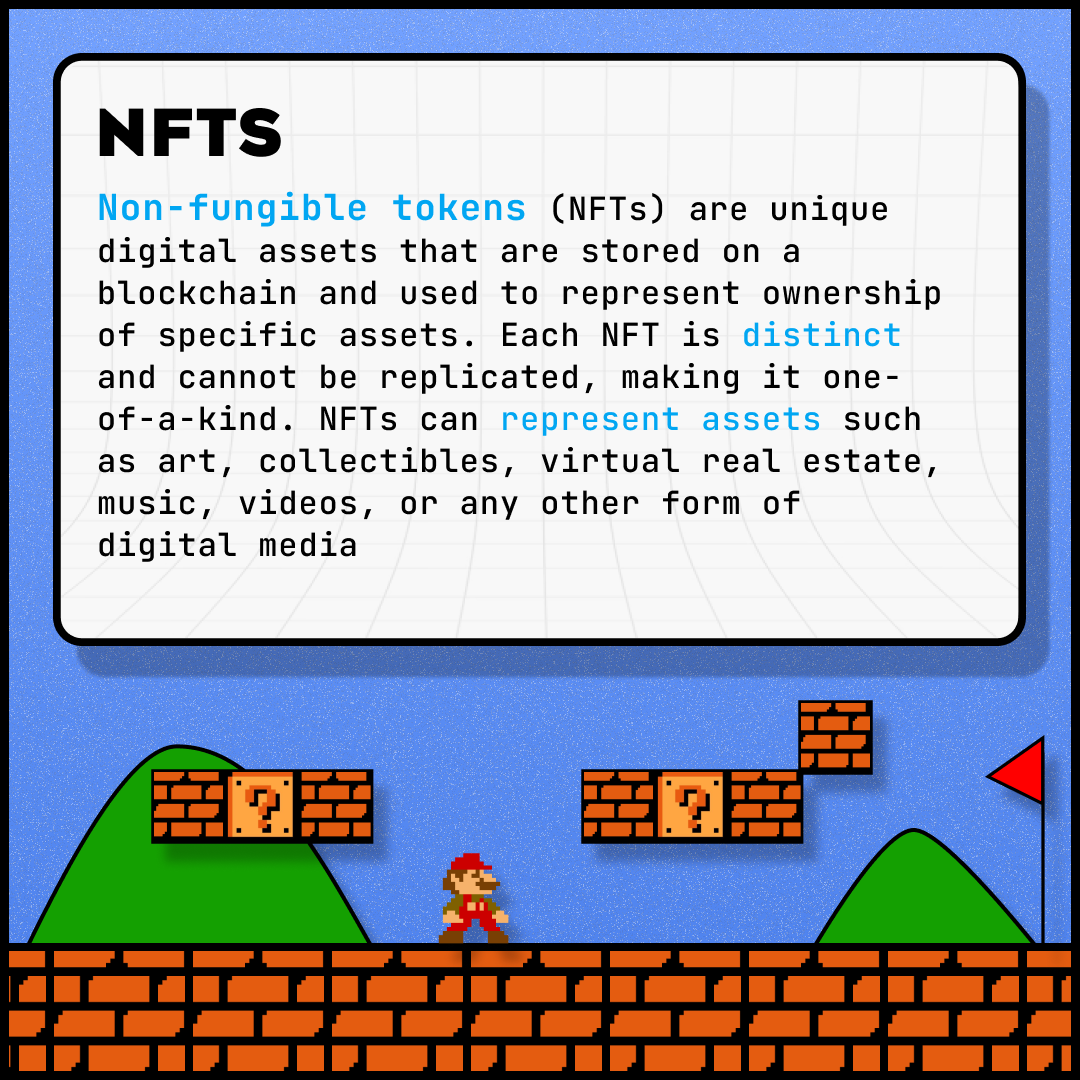 NFTS
Non-fungible tokens (NFTs) are unique
digital assets that are stored on a
blockchain and used to represent ownership
of specific assets. Each NFT is distinct
and cannot be replicated, making it one-
of-a-kind. NFTs can represent assets such
as art, collectibles, virtual real estate,
music, videos, or any other form of
digital media
? ?